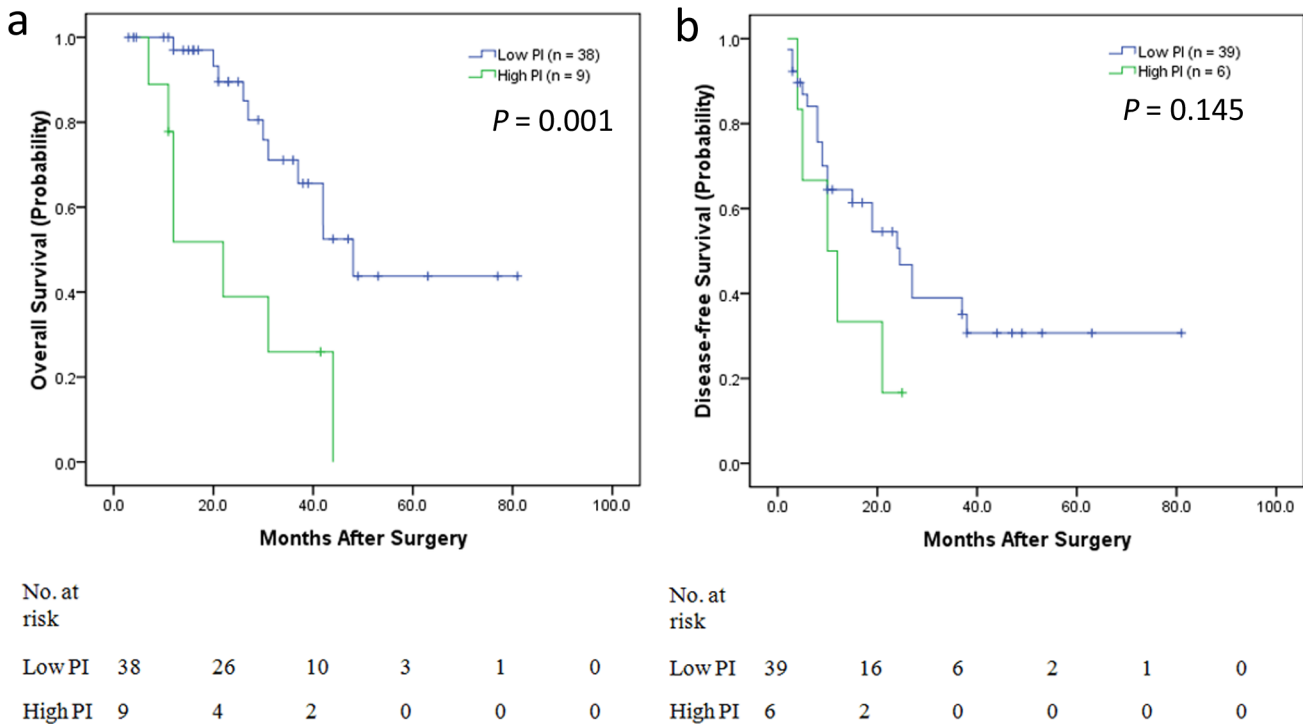 a
Low PI (n = 38)
High PI (n = 9)
P = 0.001
Overall Survival (Probability)
1.0
0.8
0.6
0.4
0.2
0.0
0.0 20.0 40.0 60.0 80.0 100.0
Months After Surgery
No. at
risk
Low PI 38 26 10 3 1 0
High PI 9 4 2 0 0 0
b
Low PI (n = 39)
High PI (n = 6)
P = 0.145
Disease-free Survival (Probability)
1.0
0.8
0.6
0.4
0.2
0.0
0.0 20.0 40.0 60.0 80.0 100.0
Months After Surgery
No. at
risk
Low PI 39 16 6 2 1 0
High PI 6 2 0 0 0 0